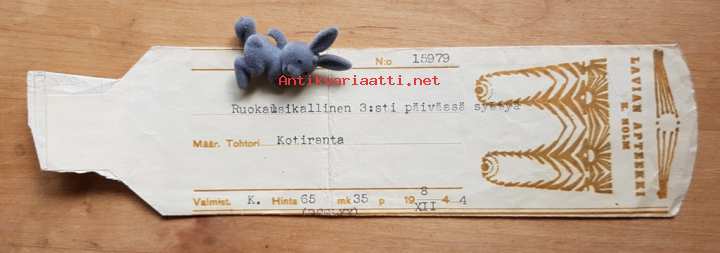 N:o 15979
Antikvariaatti.net
Ruokalusikallinen 3:sti päivässä syötyä
Määr. Tohtori Kotiranta
Valmist. K. Hinta 65 mk 35 p 19 8 XII 4 4
LAVIAN APTEEKKI
E. HOLM